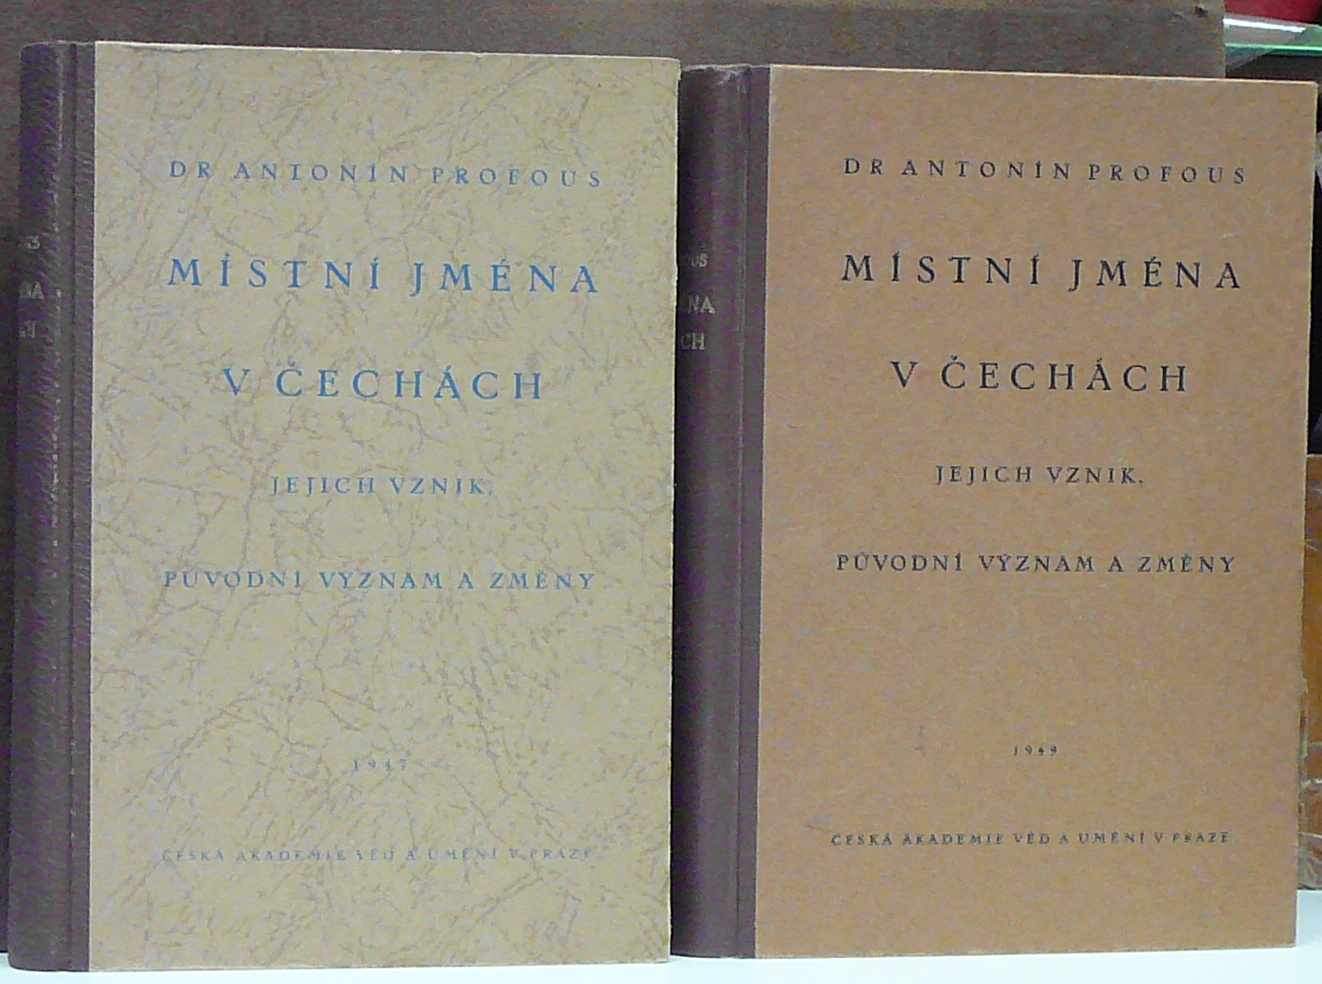 DR ANTONÍN PROFOUS
MÍSTNÍ JMÉNA
V ČECHÁCH
JEJICH VZNIK,
PŮVODNÍ VÝZNAM A ZMĚNY
1947
ČESKÁ AKADEMIE VĚD A UMĚNÍ V PRAZE
DR ANTONÍN PROFOUS
MÍSTNÍ JMÉNA
V ČECHÁCH
JEJICH VZNIK,
PŮVODNÍ VÝZNAM A ZMĚNY
1949
ČESKÁ AKADEMIE VĚD A UMĚNÍ V PRAZE